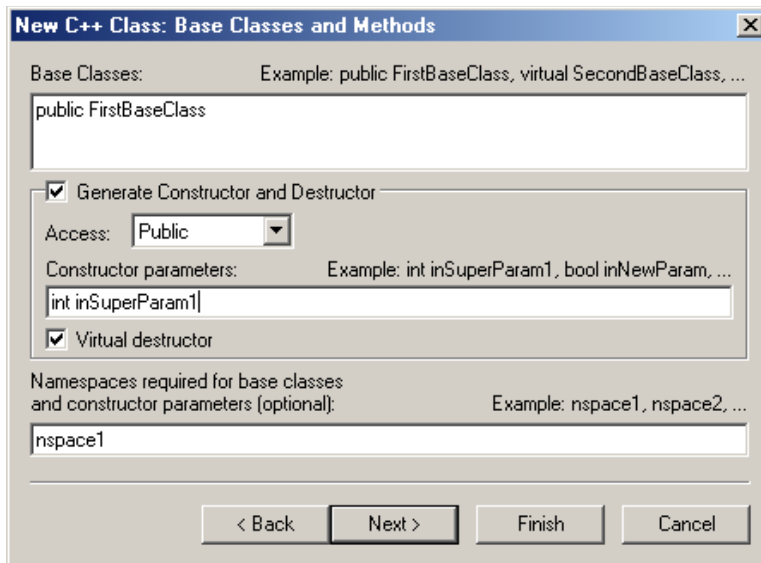 New C++ Class: Base Classes and Methods
Base Classes: Example: public FirstBaseClass, virtual SecondBaseClass, ...
public FirstBaseClass
Generate Constructor and Destructor
Access: Public
Constructor parameters: Example: int inSuperParam1, bool inNewParam, ...
int inSuperParam1
Virtual destructor
Namespaces required for base classes
and constructor parameters (optional): Example: nspace1, nspace2, ...
nspace1
< Back Next > Finish Cancel